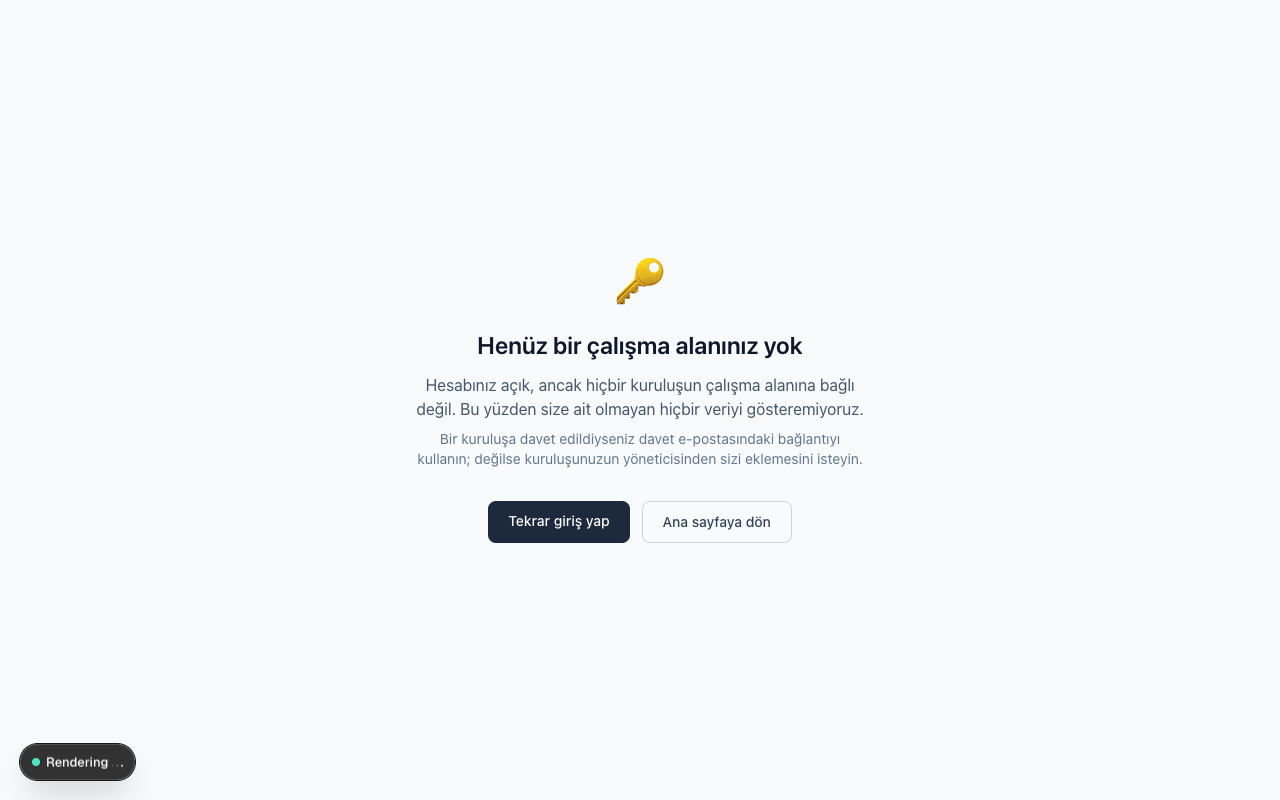 Henüz bir çalışma alanınız yok
Hesabınız açık, ancak hiçbir kuruluşun çalışma alanına bağlı
değil. Bu yüzden size ait olmayan hiçbir veriyi gösteremiyoruz.
Bir kuruluşa davet edildiyseniz davet e-postasındaki bağlantıyı
kullanın; değilse kuruluşunuzun yöneticisinden sizi eklemesini isteyin.
Tekrar giriş yap
Ana sayfaya dön
Rendering ...